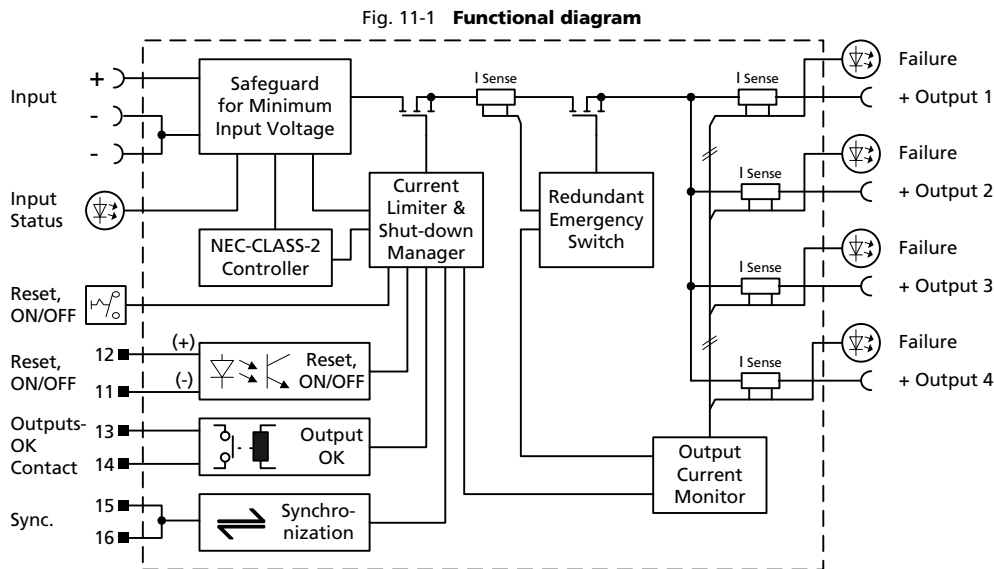 Fig. 11-1 Functional diagram
Input
+
-
-
Safeguard
for Minimum
Input Voltage
I Sense
I Sense
Failure
+ Output 1
Input
Status
NEC-CLASS-2
Controller
Current
Limiter &
Shut-down
Manager
Redundant
Emergency
Switch
Failure
I Sense
+ Output 2
Reset,
ON/OFF
Failure
I Sense
+ Output 3
Reset,
ON/OFF
12
(+)
11
(-)
Reset,
ON/OFF
Failure
I Sense
+ Output 4
Outputs-
OK
Contact
13
14
Output
OK
Output
Current
Monitor
Sync.
15
16
Synchro-
nization